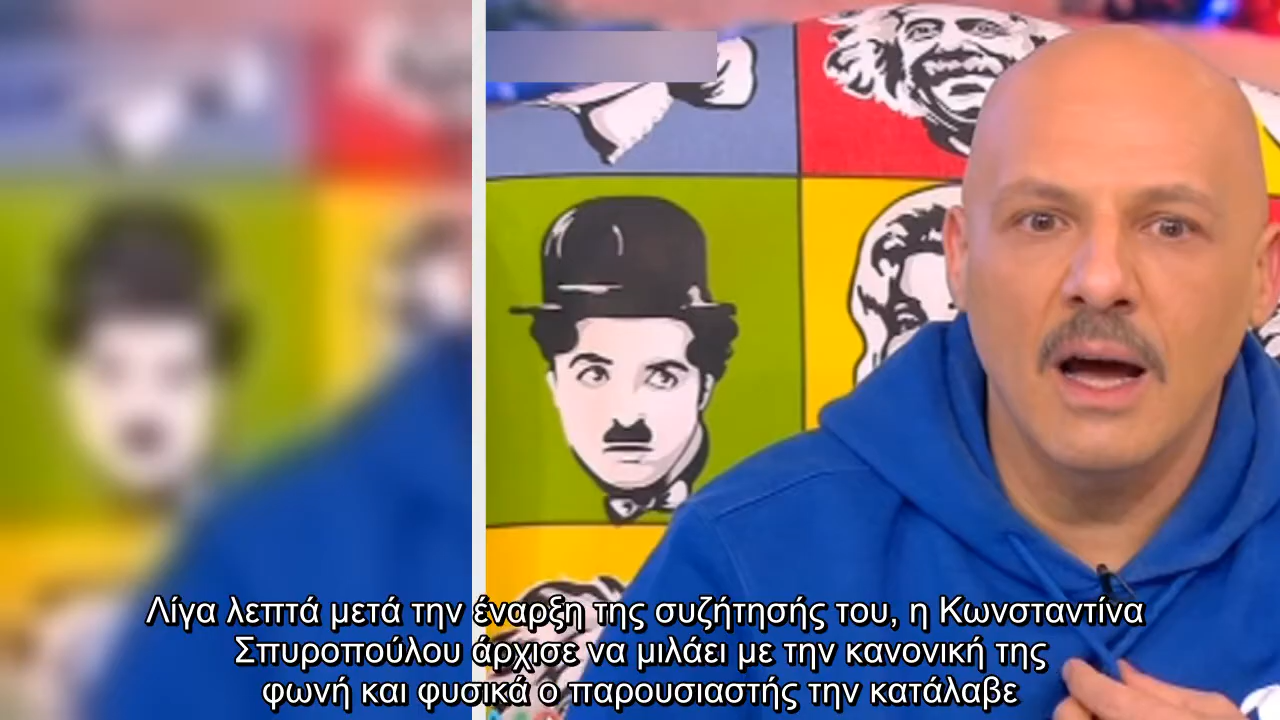 Λίγα λεπτά μετά την έναρξη της συζήτησής του, η Κωνσταντίνα
Σπυροπούλου άρχισε να μιλάει με την κανονική της
φωνή και φυσικά ο παρουσιαστής την κατάλαβε